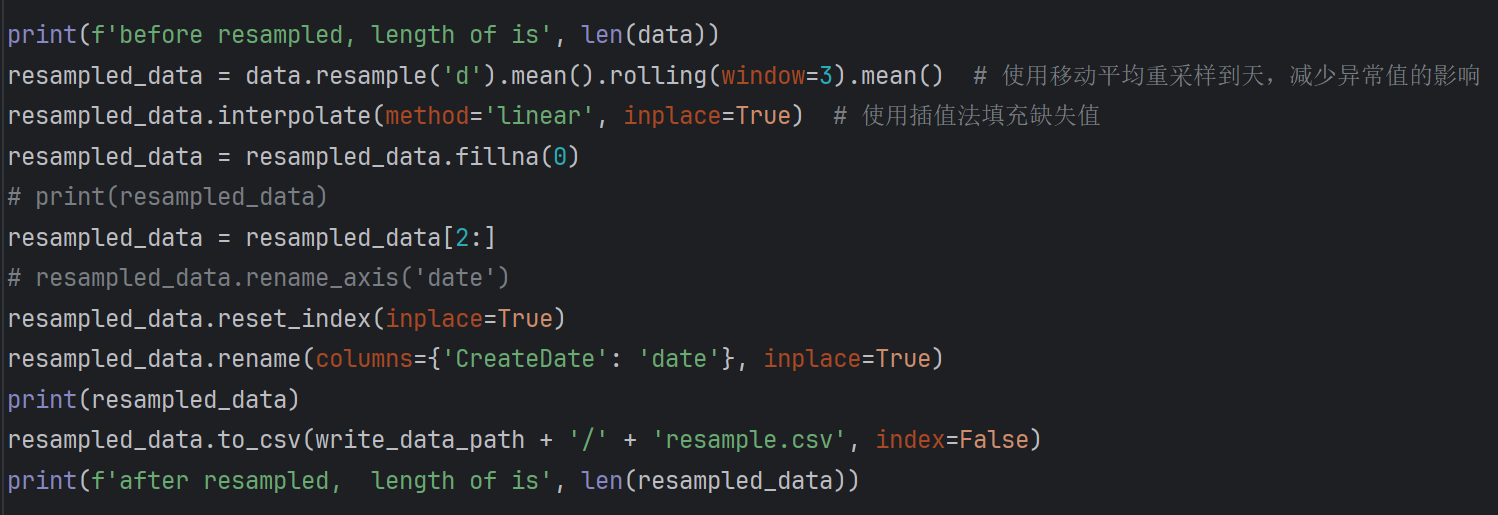 print(f'before resampled, length of is', len(data))
resampled_data = data.resample('d').mean().rolling(window=3).mean()  # 使用移动平均重采样到天，减少异常值的影响
resampled_data.interpolate(method='linear', inplace=True)  # 使用插值法填充缺失值
resampled_data = resampled_data.fillna(0)
# print(resampled_data)
resampled_data = resampled_data[2:]
# resampled_data.rename_axis('date')
resampled_data.reset_index(inplace=True)
resampled_data.rename(columns={'CreateDate': 'date'}, inplace=True)
print(resampled_data)
resampled_data.to_csv(write_data_path + '/' + 'resample.csv', index=False)
print(f'after resampled,  length of is', len(resampled_data))